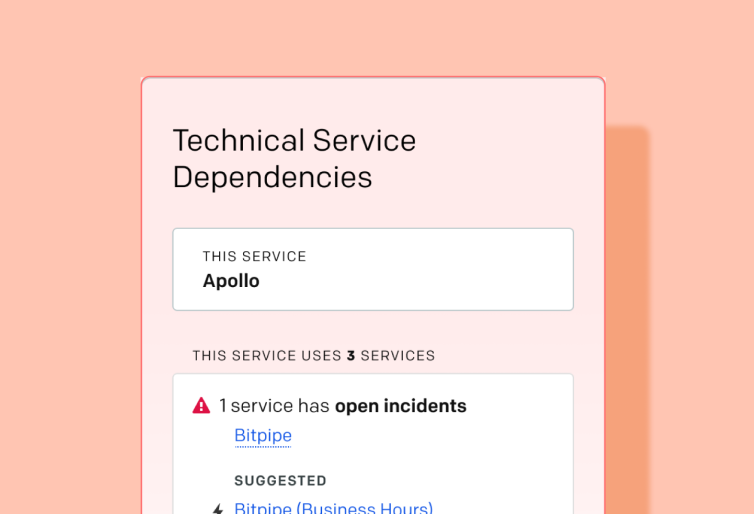 Technical Service
Dependencies
THIS SERVICE
Apollo
THIS SERVICE USES 3 SERVICES
1 service has open incidents
Bitpipe
SUGGESTED
Bitpipe (Business Hours)